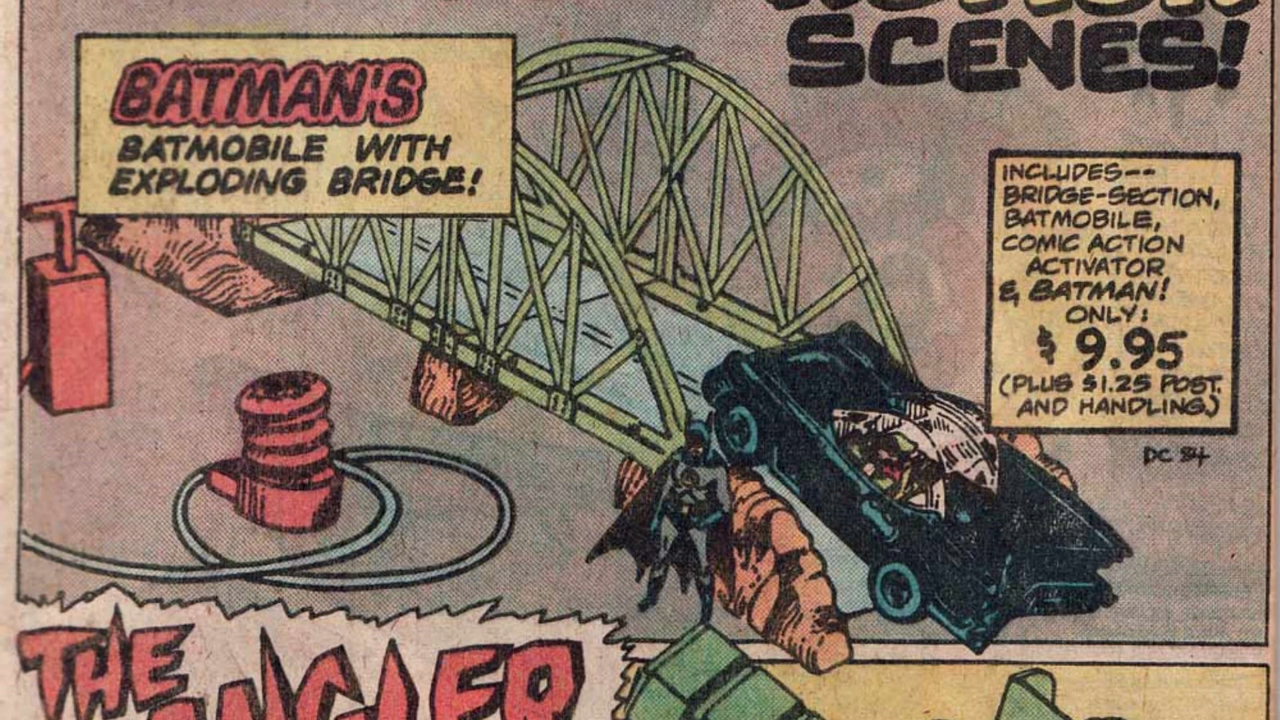 SCENES!
BATMAN'S
BATMOBILE WITH
EXPLODING BRIDGE!
INCLUDES--
BRIDGE-SECTION,
BATMOBILE,
COMIC ACTION
ACTIVATOR
& BATMAN!
ONLY:
$ 9.95
(PLUS $1.25 POST.
AND HANDLING)
DC 84
THE